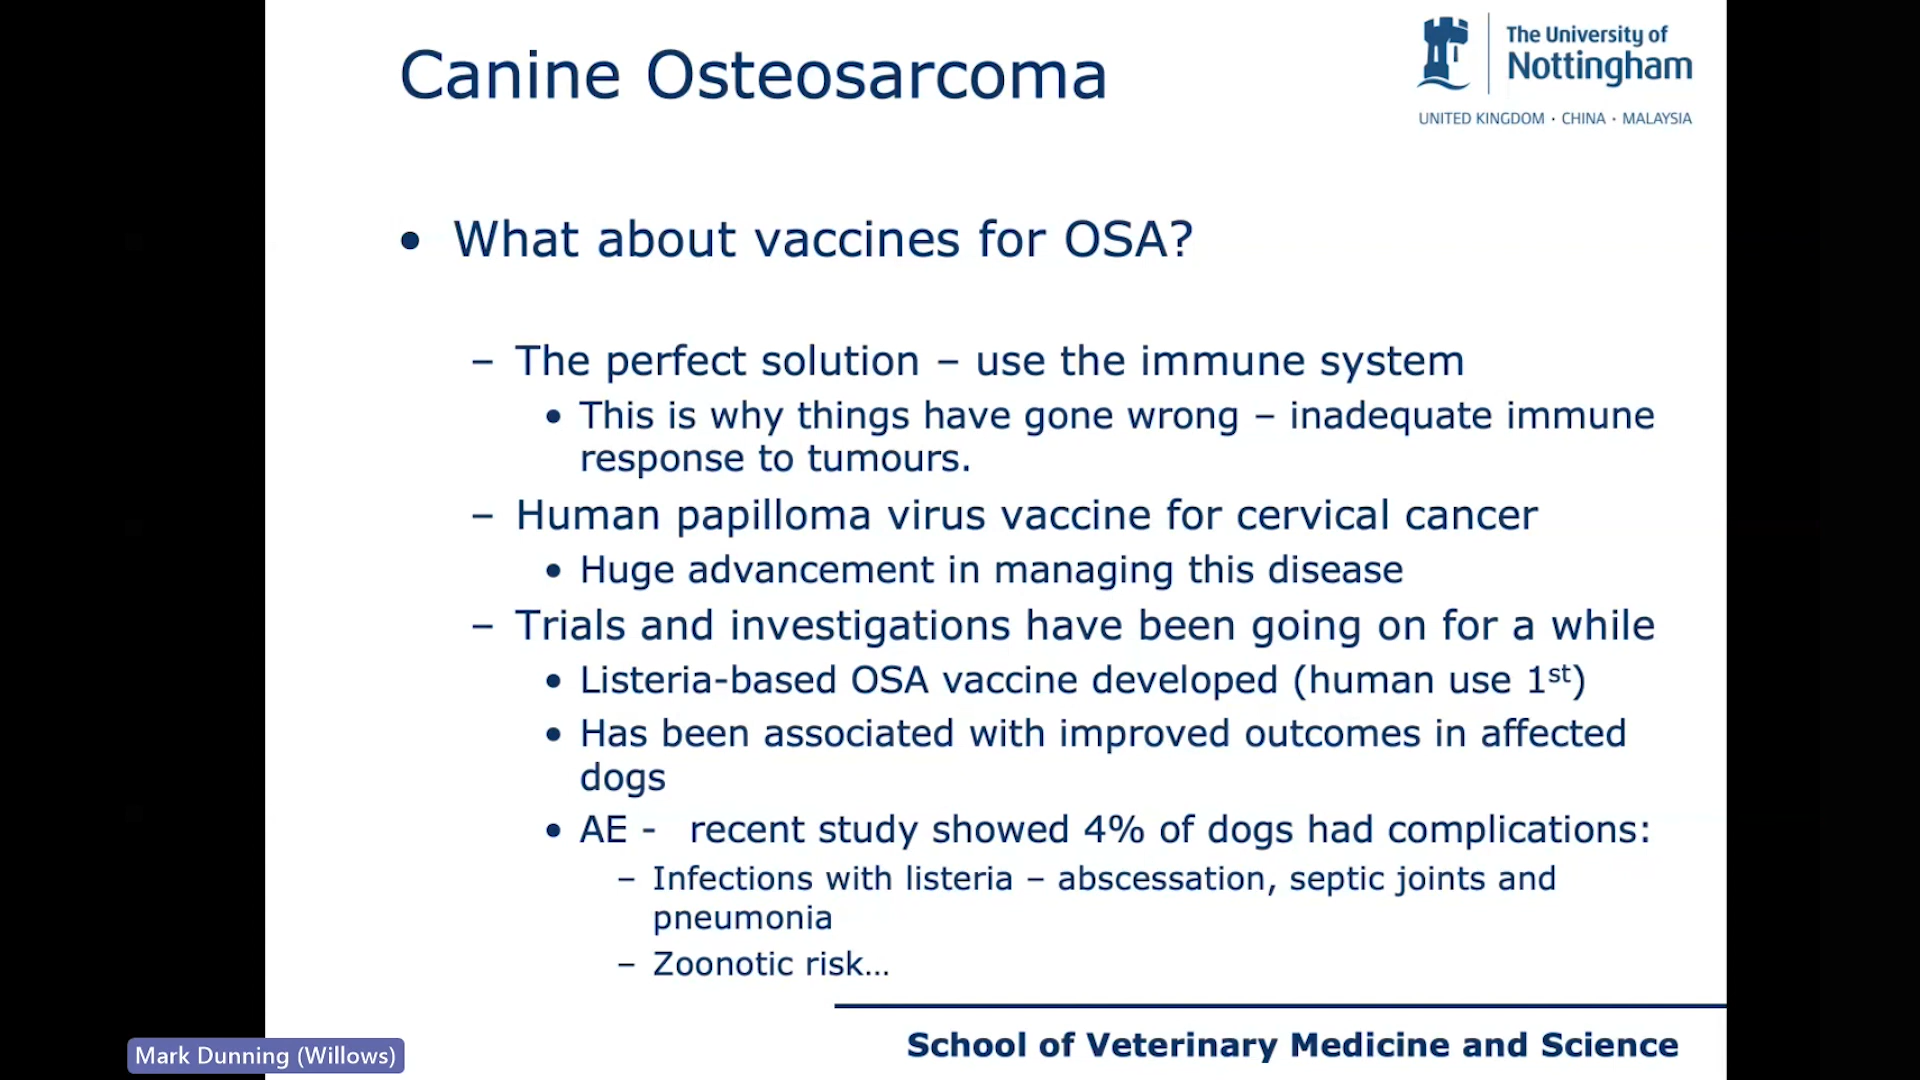 Canine Osteosarcoma
The University of
Nottingham
UNITED KINGDOM · CHINA · MALAYSIA
• What about vaccines for OSA?
– The perfect solution – use the immune system
• This is why things have gone wrong – inadequate immune
response to tumours.
– Human papilloma virus vaccine for cervical cancer
• Huge advancement in managing this disease
– Trials and investigations have been going on for a while
• Listeria-based OSA vaccine developed (human use 1st)
• Has been associated with improved outcomes in affected
dogs
• AE - recent study showed 4% of dogs had complications:
– Infections with listeria – abscessation, septic joints and
pneumonia
– Zoonotic risk…
School of Veterinary Medicine and Science
Mark Dunning (Willows)